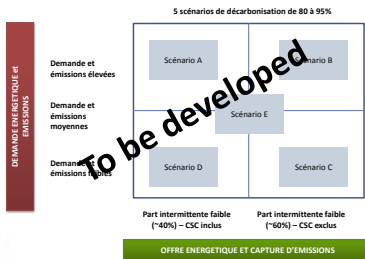 5 scénarios de décarbonisation de 80 à 95%
DEMANDE ENERGETIQUE et
EMISSIONS
Demande et
émissions élevées
Scénario A
Scénario B
Demande et
émissions
moyennes
Scénario E
Demande et
émissions faibles
Scénario D
Scénario C
To be developed
Part intermittente faible
(~40%) – CSC inclus
Part intermittente faible
(~60%) – CSC exclus
OFFRE ENERGETIQUE ET CAPTURE D'EMISSIONS